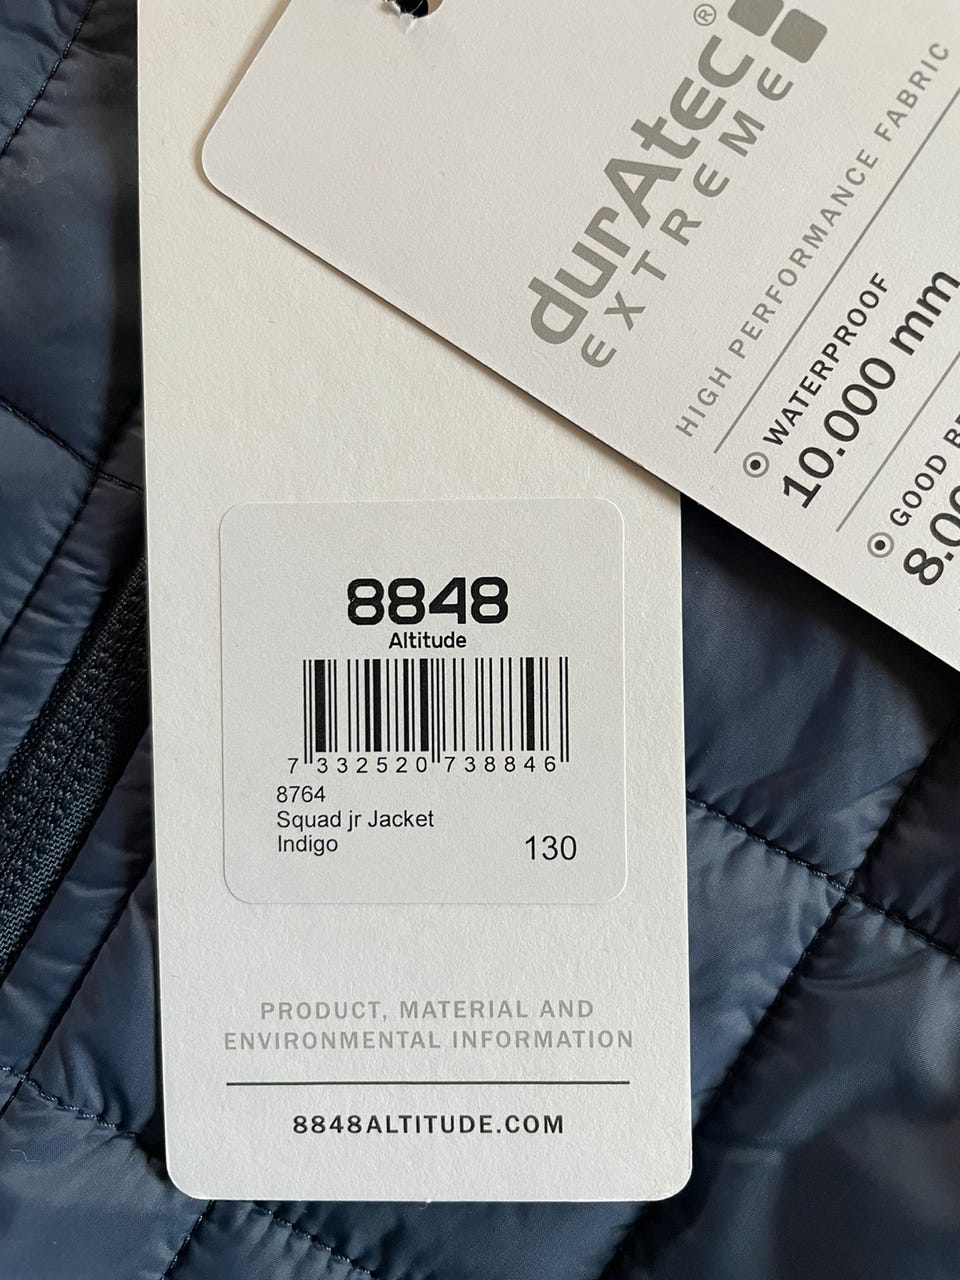 durAtec®
EXTREME
HIGH PERFORMANCE FABRIC
WATERPROOF
10.000 mm
GOOD
8848
Altitude
7 332520 738846
8764
Squad jr Jacket
Indigo
130
PRODUCT, MATERIAL AND
ENVIRONMENTAL INFORMATION
8848ALTITUDE.COM